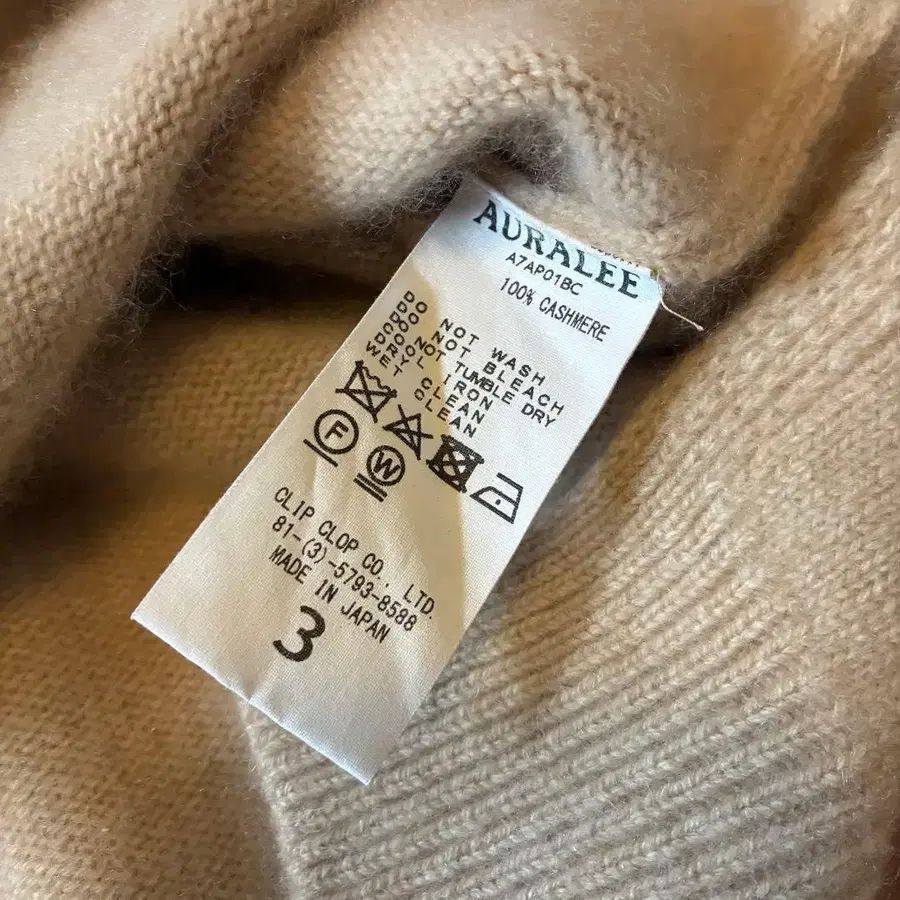 AURALEE
A7AP01BC
100% CASHMERE
DO NOT WASH
DO NOT BLEACH
DO NOT TUMBLE DRY
COOL IRON
DRY CLEAN
WET CLEAN
F
W
CLIP CLOP CO., LTD.
81-(3)-5793-8588
MADE IN JAPAN
3